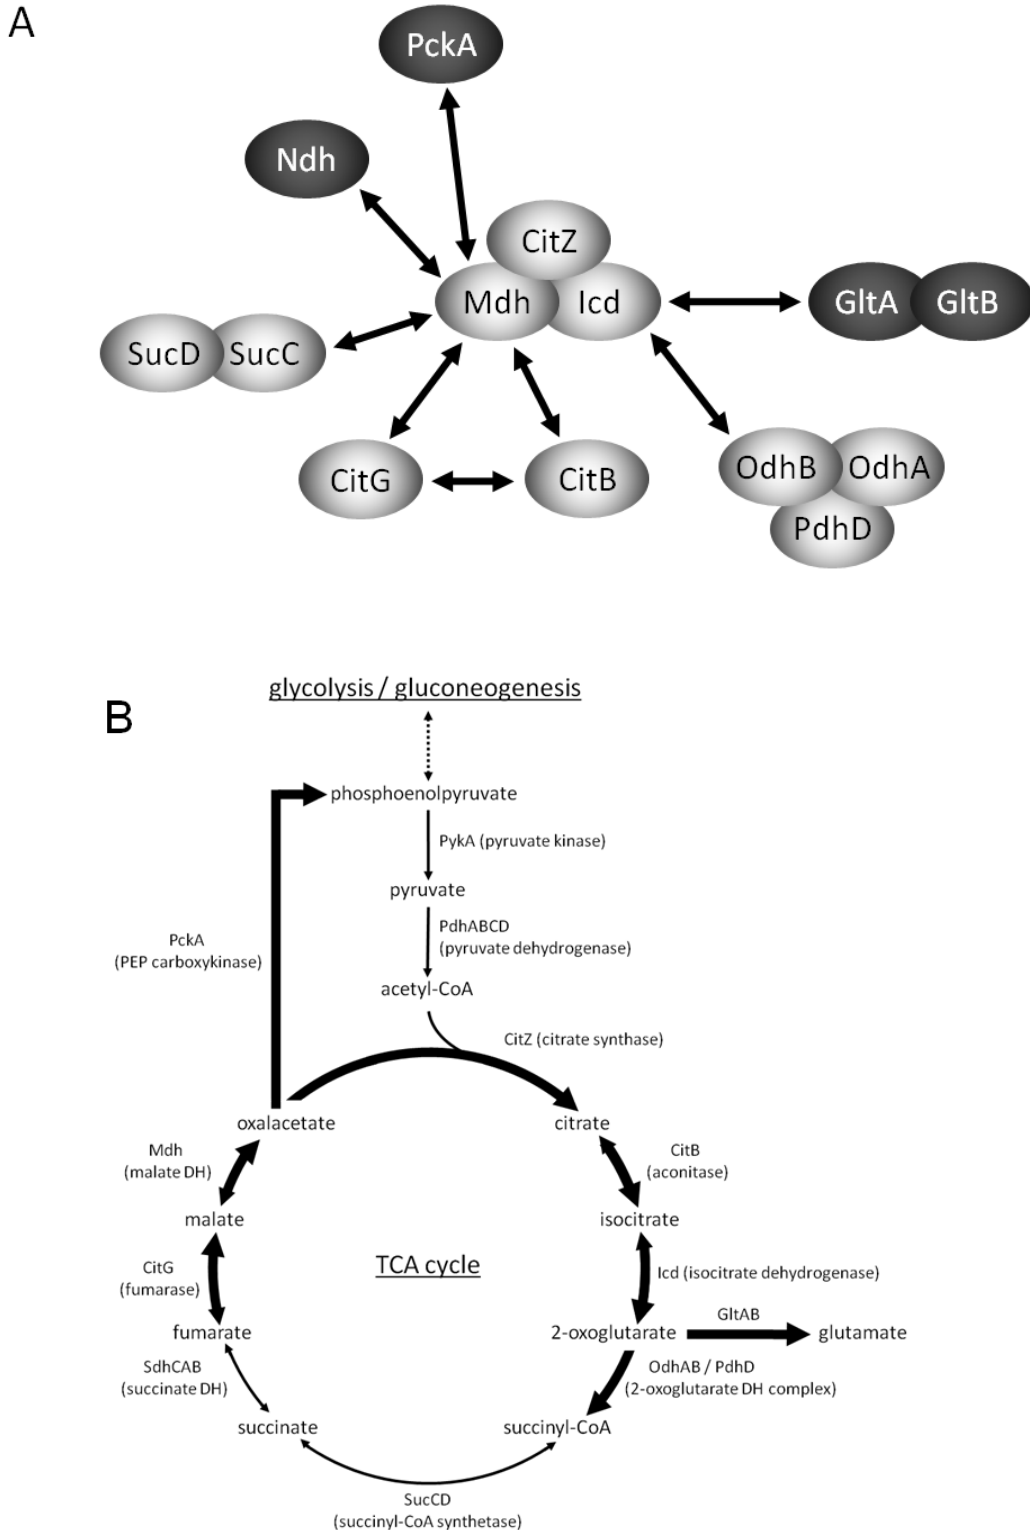 A
PckA
Ndh
CitZ
Mdh
Icd
GltA
GltB
SucD
SucC
CitG
CitB
OdhB
OdhA
PdhD
B
glycolysis / gluconeogenesis
phosphoenolpyruvate
PykA (pyruvate kinase)
pyruvate
PckA
(PEP carboxykinase)
PdhABCD
(pyruvate dehydrogenase)
acetyl-CoA
CitZ (citrate synthase)
oxalacetate
citrate
Mdh
(malate DH)
CitB
(aconitase)
malate
isocitrate
TCA cycle
CitG
(fumarase)
Icd (isocitrate dehydrogenase)
GltAB
fumarate
2-oxoglutarate
glutamate
SdhCAB
(succinate DH)
OdhAB / PdhD
(2-oxoglutarate DH complex)
succinate
succinyl-CoA
SucCD
(succinyl-CoA synthetase)